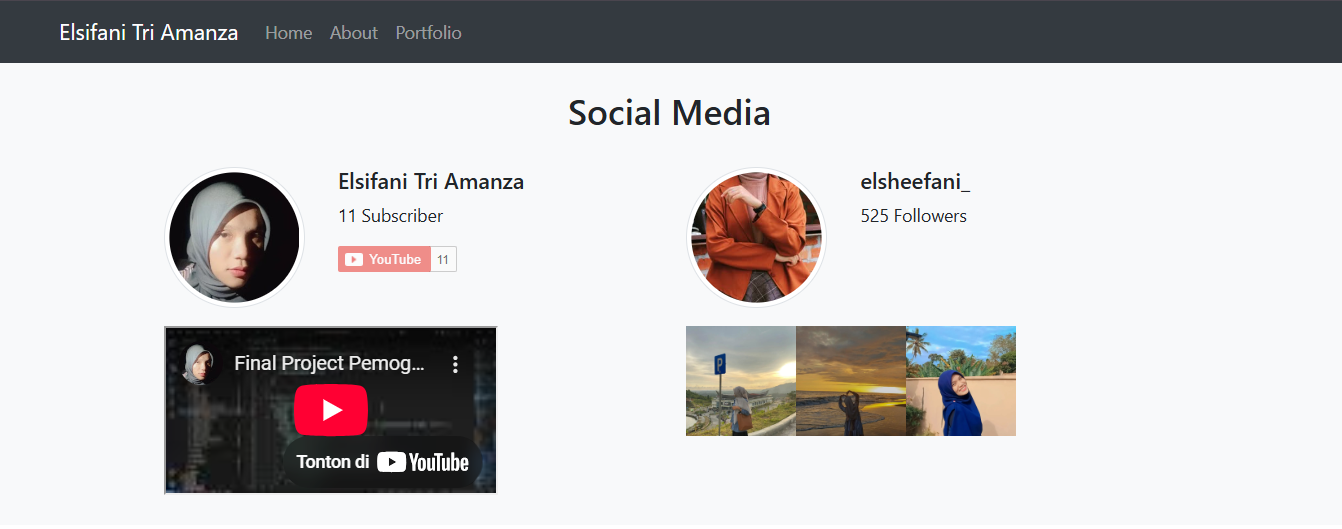 Elsifani Tri Amanza Home About Portfolio
Social Media
Elsifani Tri Amanza
11 Subscriber
YouTube 11
elsheefani_
525 Followers
Final Project Pemog...
Tonton di YouTube
P